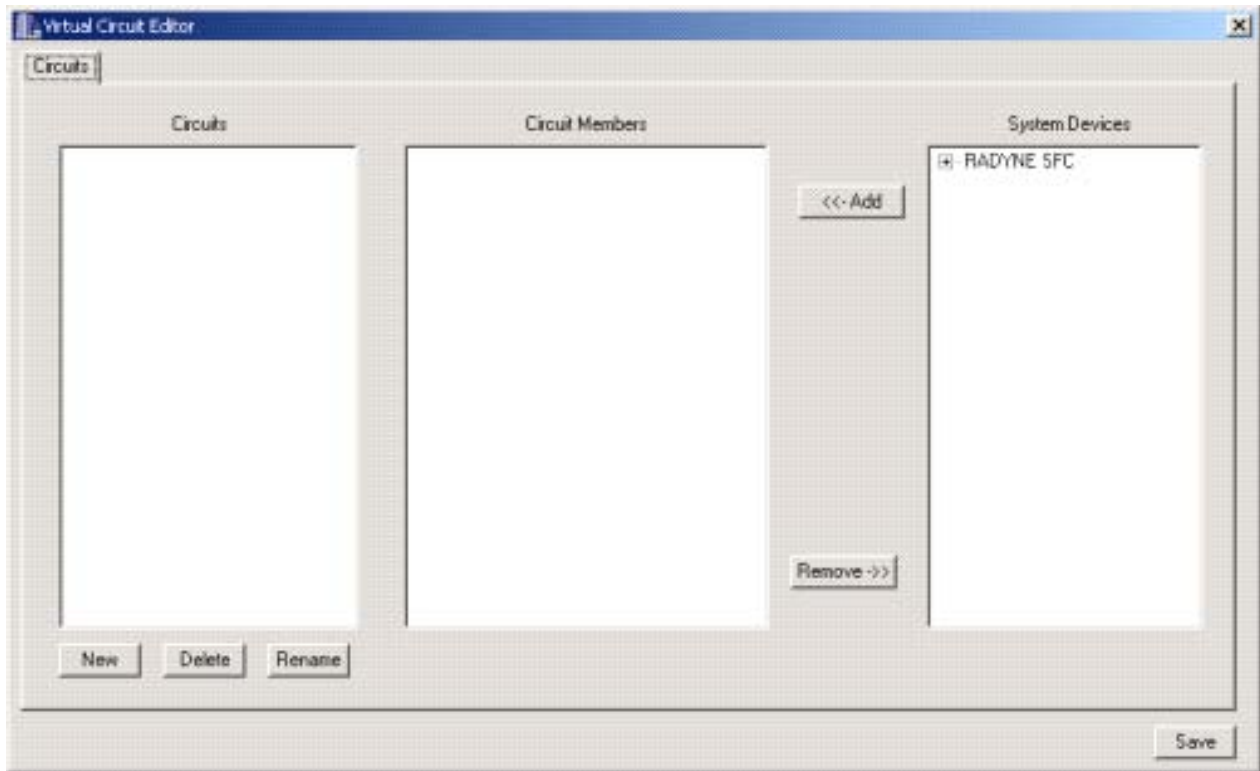 Virtual Circuit Editor
Circuits
Circuits
Circuit Members
System Devices
RADYNE SFC
<<- Add
Remove ->>
New
Delete
Rename
Save